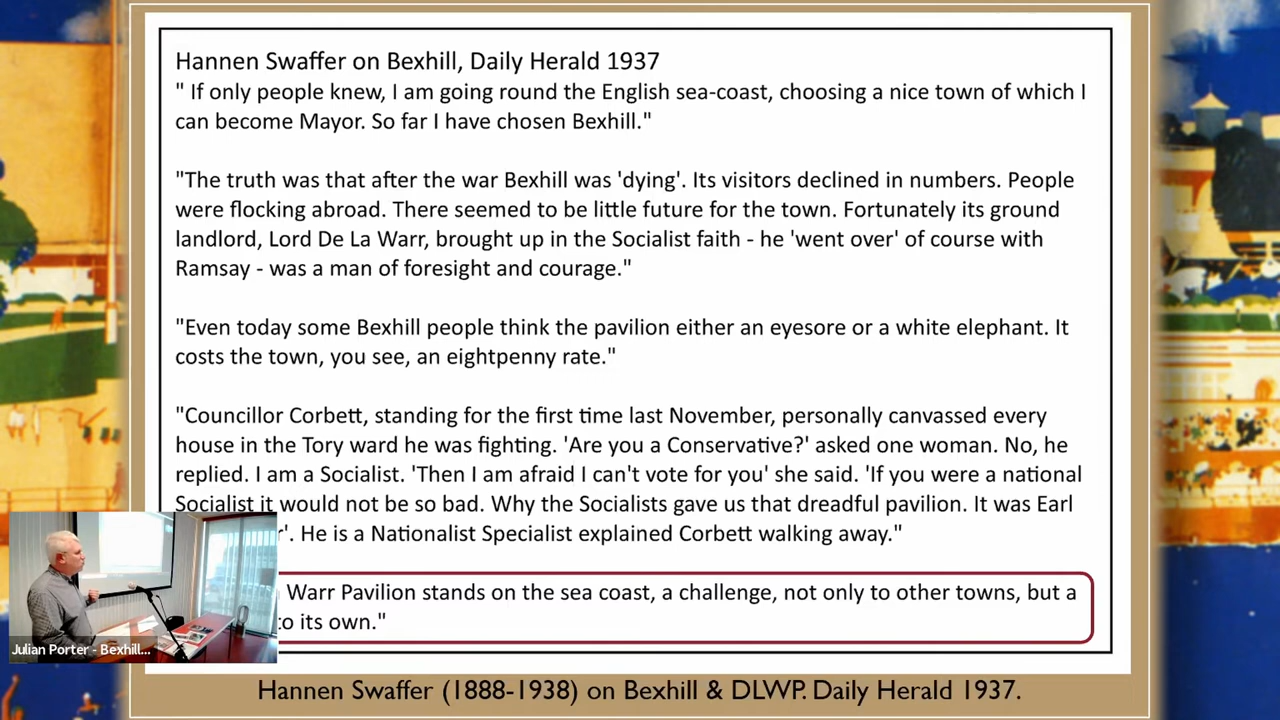 Hannen Swaffer on Bexhill, Daily Herald 1937
" If only people knew, I am going round the English sea-coast, choosing a nice town of which I
can become Mayor. So far I have chosen Bexhill."
"The truth was that after the war Bexhill was 'dying'. Its visitors declined in numbers. People
were flocking abroad. There seemed to be little future for the town. Fortunately its ground
landlord, Lord De La Warr, brought up in the Socialist faith - he 'went over' of course with
Ramsay - was a man of foresight and courage."
"Even today some Bexhill people think the pavilion either an eyesore or a white elephant. It
costs the town, you see, an eightpenny rate."
"Councillor Corbett, standing for the first time last November, personally canvassed every
house in the Tory ward he was fighting. 'Are you a Conservative?' asked one woman. No, he
replied. I am a Socialist. 'Then I am afraid I can't vote for you' she said. 'If you were a national
Socialist it would not be so bad. Why the Socialists gave us that dreadful pavilion. It was Earl
'. He is a Nationalist Specialist explained Corbett walking away."
Warr Pavilion stands on the sea coast, a challenge, not only to other towns, but a
to its own."
Julian Porter - Bexhill...
Hannen Swaffer (1888-1938) on Bexhill & DLWP. Daily Herald 1937.